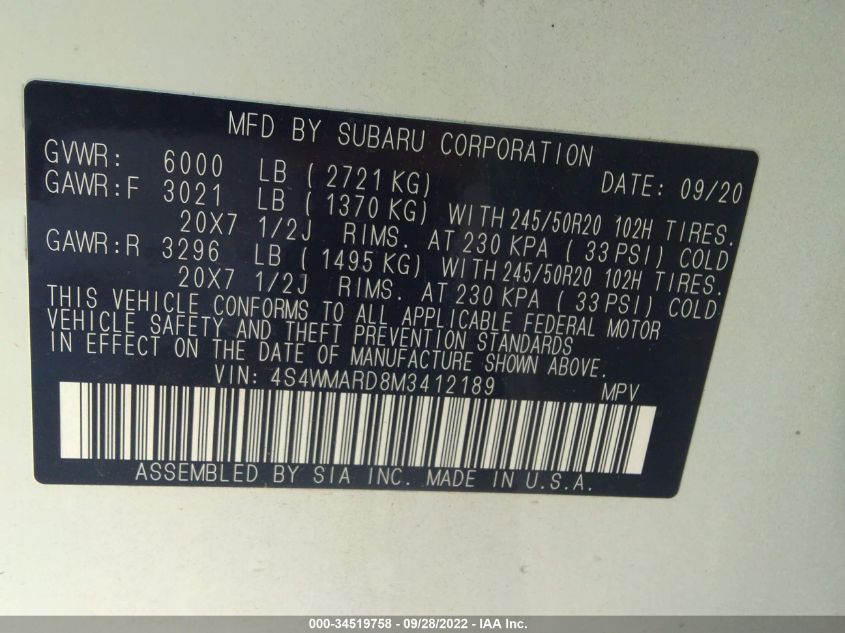 MFD BY SUBARU CORPORATION
GVWR: 6000 LB ( 2721 KG) DATE: 09/20
GAWR:F 3021 LB ( 1370 KG) WITH 245/50R20 102H TIRES.
20X7 1/2J RIMS. AT 230 KPA ( 33 PSI) COLD
GAWR:R 3296 LB ( 1495 KG) WITH 245/50R20 102H TIRES.
20X7 1/2J RIMS. AT 230 KPA ( 33 PSI) COLD.
THIS VEHICLE CONFORMS TO ALL APPLICABLE FEDERAL MOTOR
VEHICLE SAFETY AND THEFT PREVENTION STANDARDS
IN EFFECT ON THE DATE OF MANUFACTURE SHOWN ABOVE.
VIN: 4S4WMARD8M3412189 MPV
ASSEMBLED BY SIA INC. MADE IN U.S.A.
000-34519758 - 09/28/2022 - IAA Inc.